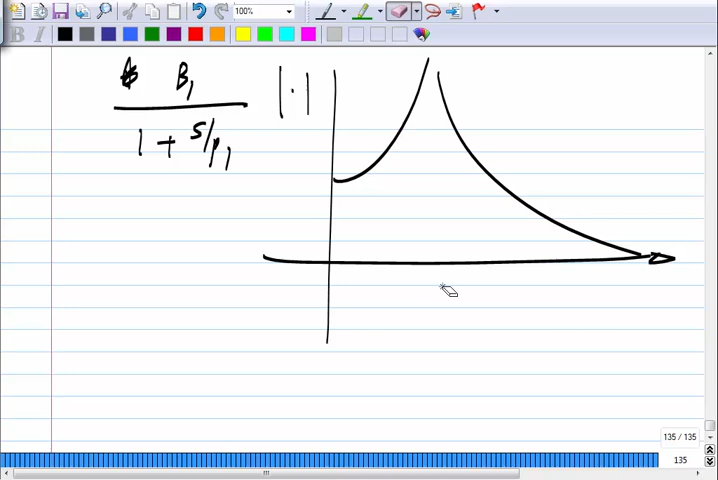 100%
B₁
|·|
1 + s/p₁
135 / 135
135